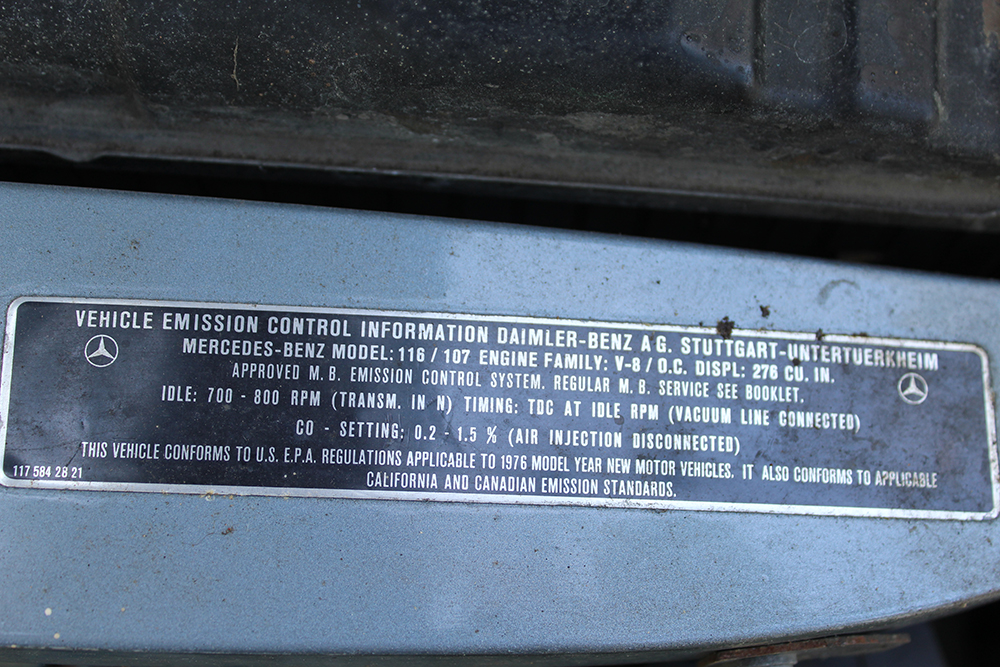 VEHICLE EMISSION CONTROL INFORMATION DAIMLER-BENZ A G. STUTTGART-UNTERTUERKHEIM
MERCEDES-BENZ MODEL: 116 / 107 ENGINE FAMILY: V-8 / O.C. DISPL: 276 CU. IN.
APPROVED M. B. EMISSION CONTROL SYSTEM. REGULAR M. B. SERVICE SEE BOOKLET.
IDLE: 700 - 800 RPM (TRANSM. IN N) TIMING: TDC AT IDLE RPM (VACUUM LINE CONNECTED)
CO - SETTING: 0.2 - 1.5 % (AIR INJECTION DISCONNECTED)
THIS VEHICLE CONFORMS TO U.S. E.P.A. REGULATIONS APPLICABLE TO 1976 MODEL YEAR NEW MOTOR VEHICLES. IT ALSO CONFORMS TO APPLICABLE
CALIFORNIA AND CANADIAN EMISSION STANDARDS.
117 584 28 21